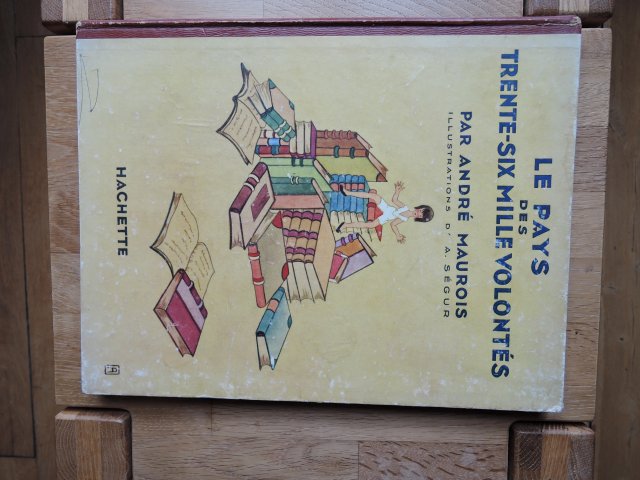 LE PAYS
DES
TRENTE-SIX MILLE VOLONTÉS
PAR ANDRÉ MAUROIS
ILLUSTRATIONS D' A. SÉGUR
HACHETTE